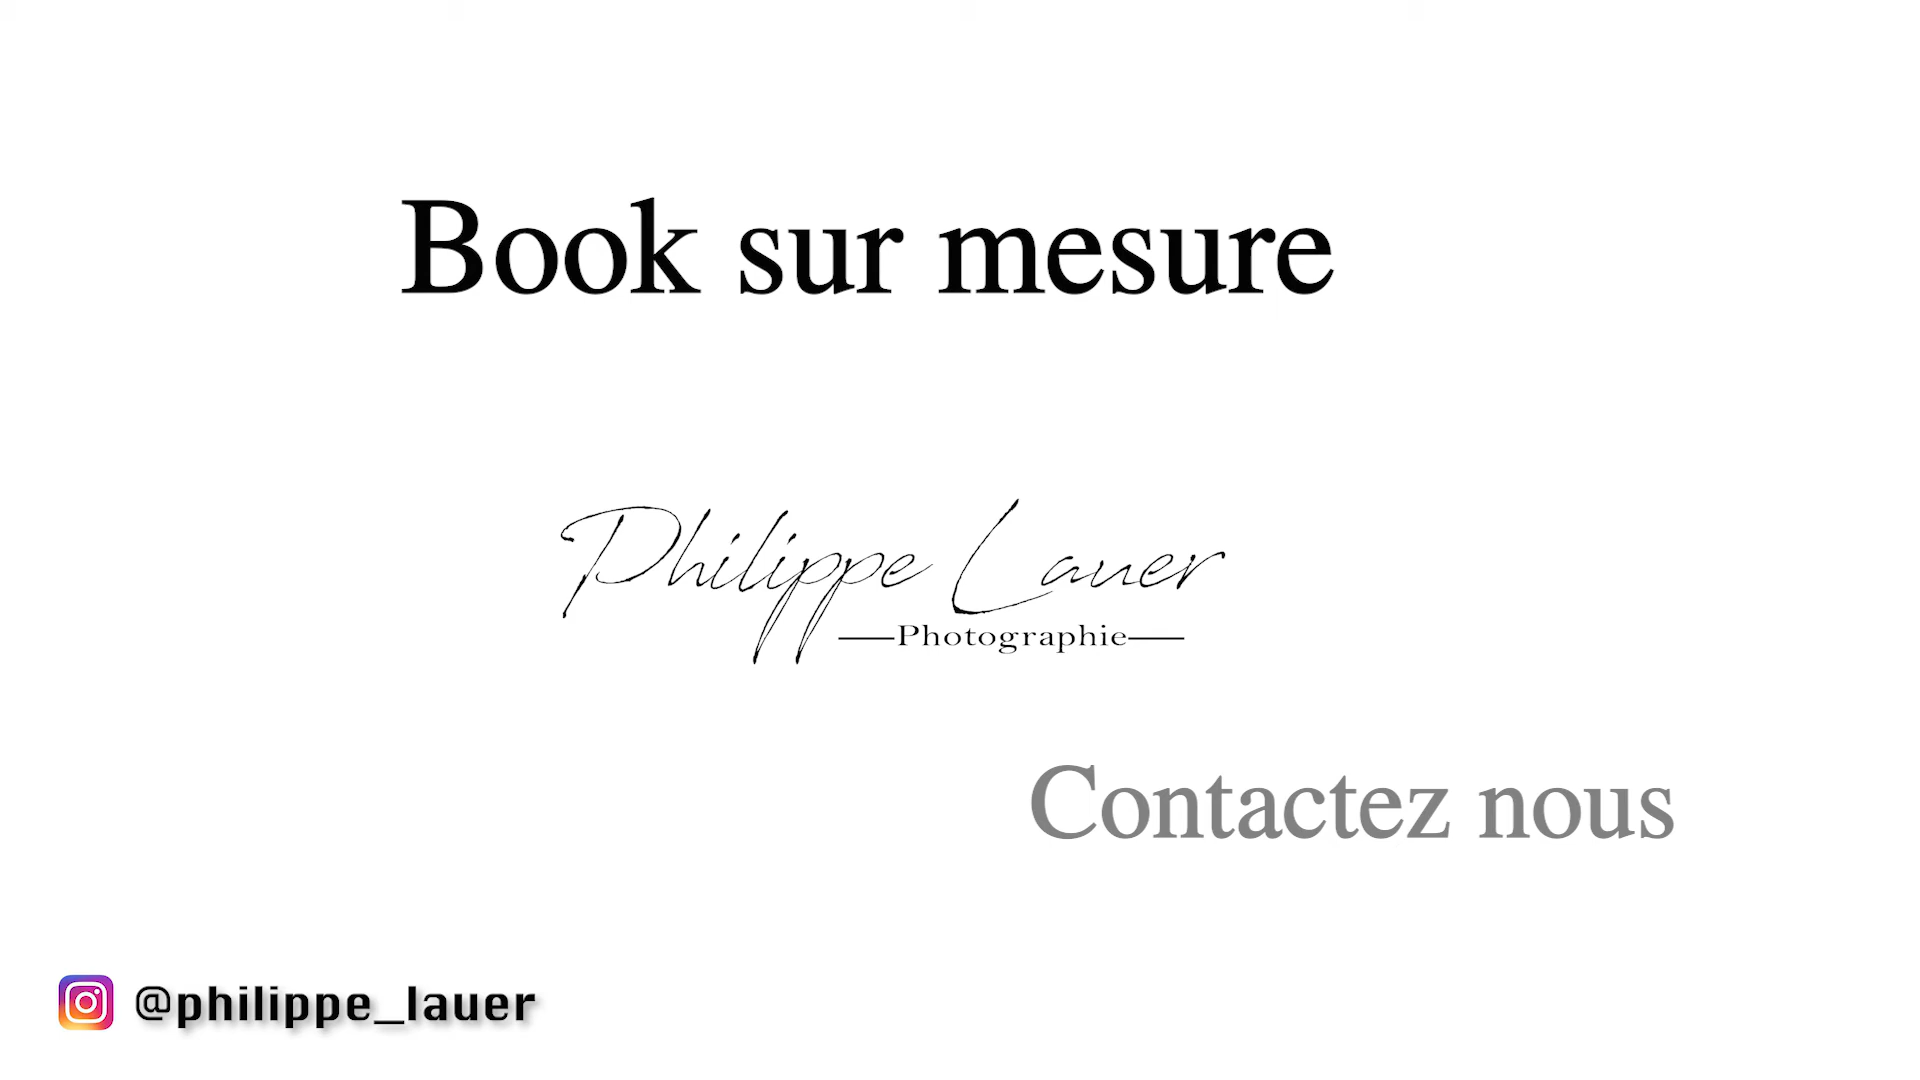 Book sur mesure
Philippe Lauer
Photographie
Contactez nous
@philippe_lauer